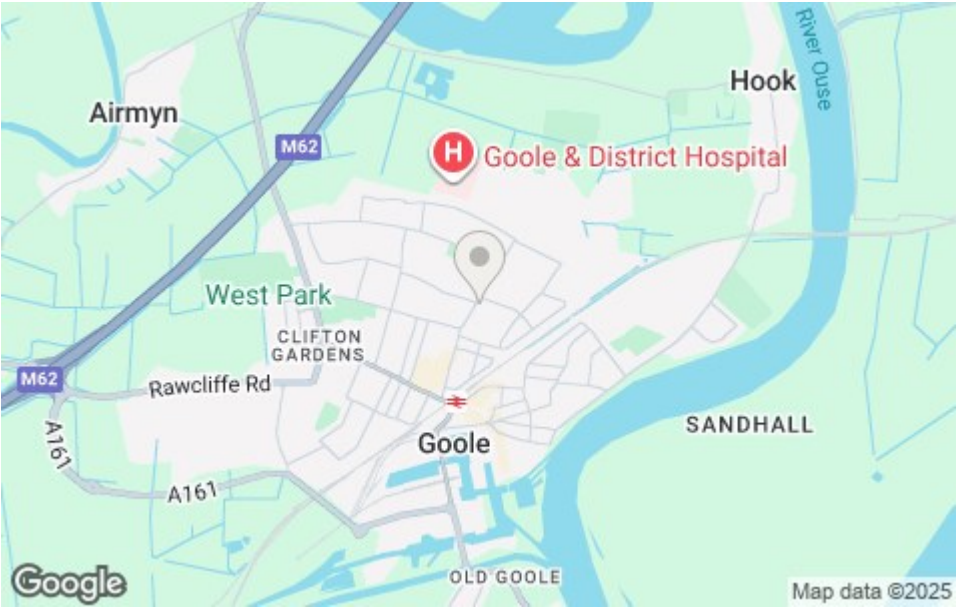 River Ouse
Hook
Airmyn
M62
H
Goole & District Hospital
West Park
CLIFTON
GARDENS
M62
Rawcliffe Rd
A161
SANDHALL
Goole
A161
OLD GOOLE
Google
Map data ©2025